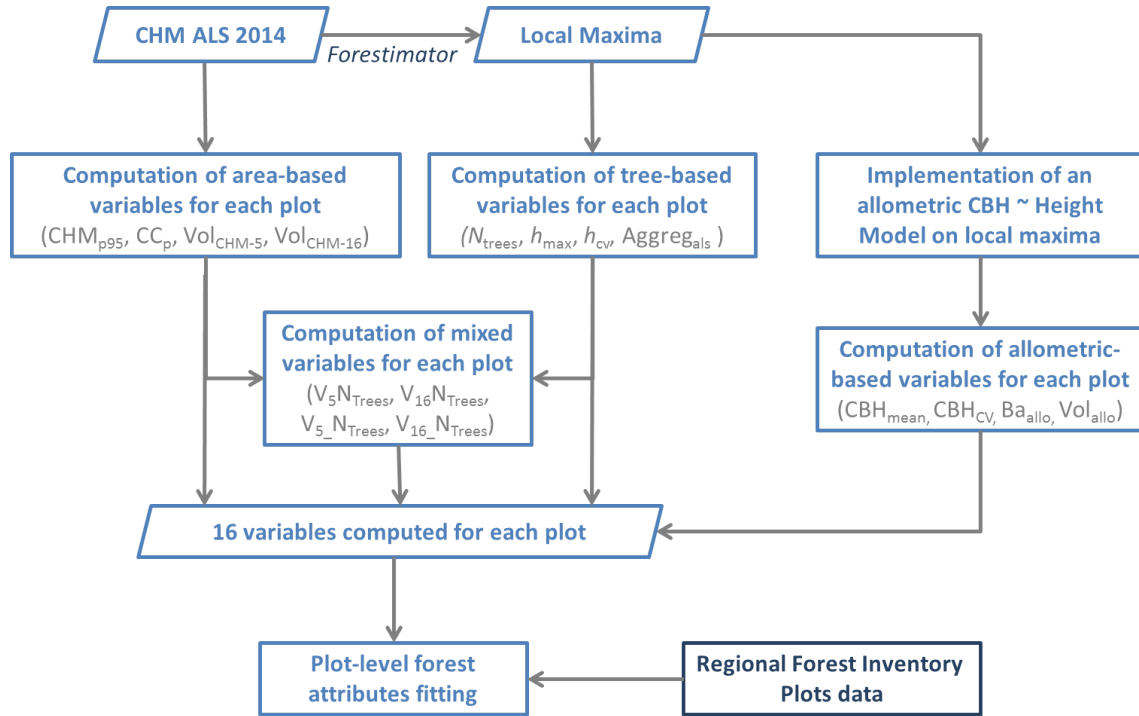 CHM ALS 2014
Forestimator
Local Maxima
Computation of area-based
variables for each plot
(CHMp95, CCp, VolCHM-5, VolCHM-16)
Computation of tree-based
variables for each plot
(Ntrees, hmax, hcv, Aggregals )
Implementation of an
allometric CBH ~ Height
Model on local maxima
Computation of mixed
variables for each plot
(V5NTrees, V16NTrees,
V5_NTrees, V16_NTrees)
Computation of allometric-
based variables for each plot
(CBHmean, CBHCV, Baallo, Volallo)
16 variables computed for each plot
Plot-level forest
attributes fitting
Regional Forest Inventory
Plots data